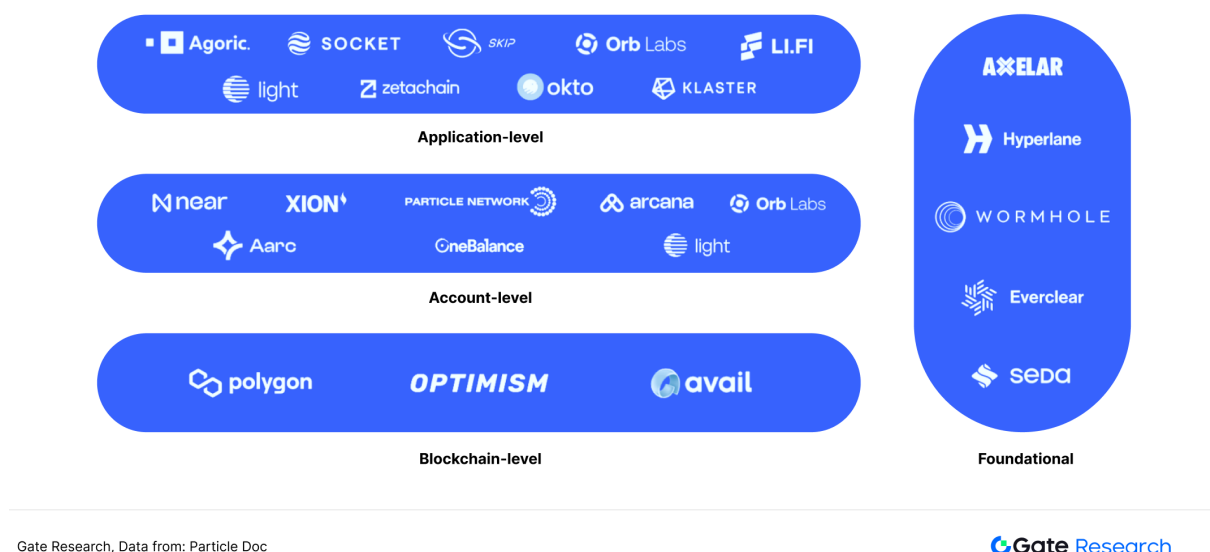 Agoric. SOCKET SKIP Orb Labs LI.FI
light zetachain okto KLASTER
Application-level
near XION PARTICLE NETWORK arcana Orb Labs
Aarc OneBalance light
Account-level
polygon OPTIMISM avail
Blockchain-level
AXELAR
Hyperlane
WORMHOLE
Everclear
SEDA
Foundational
Gate Research, Data from: Particle Doc
Gate Research